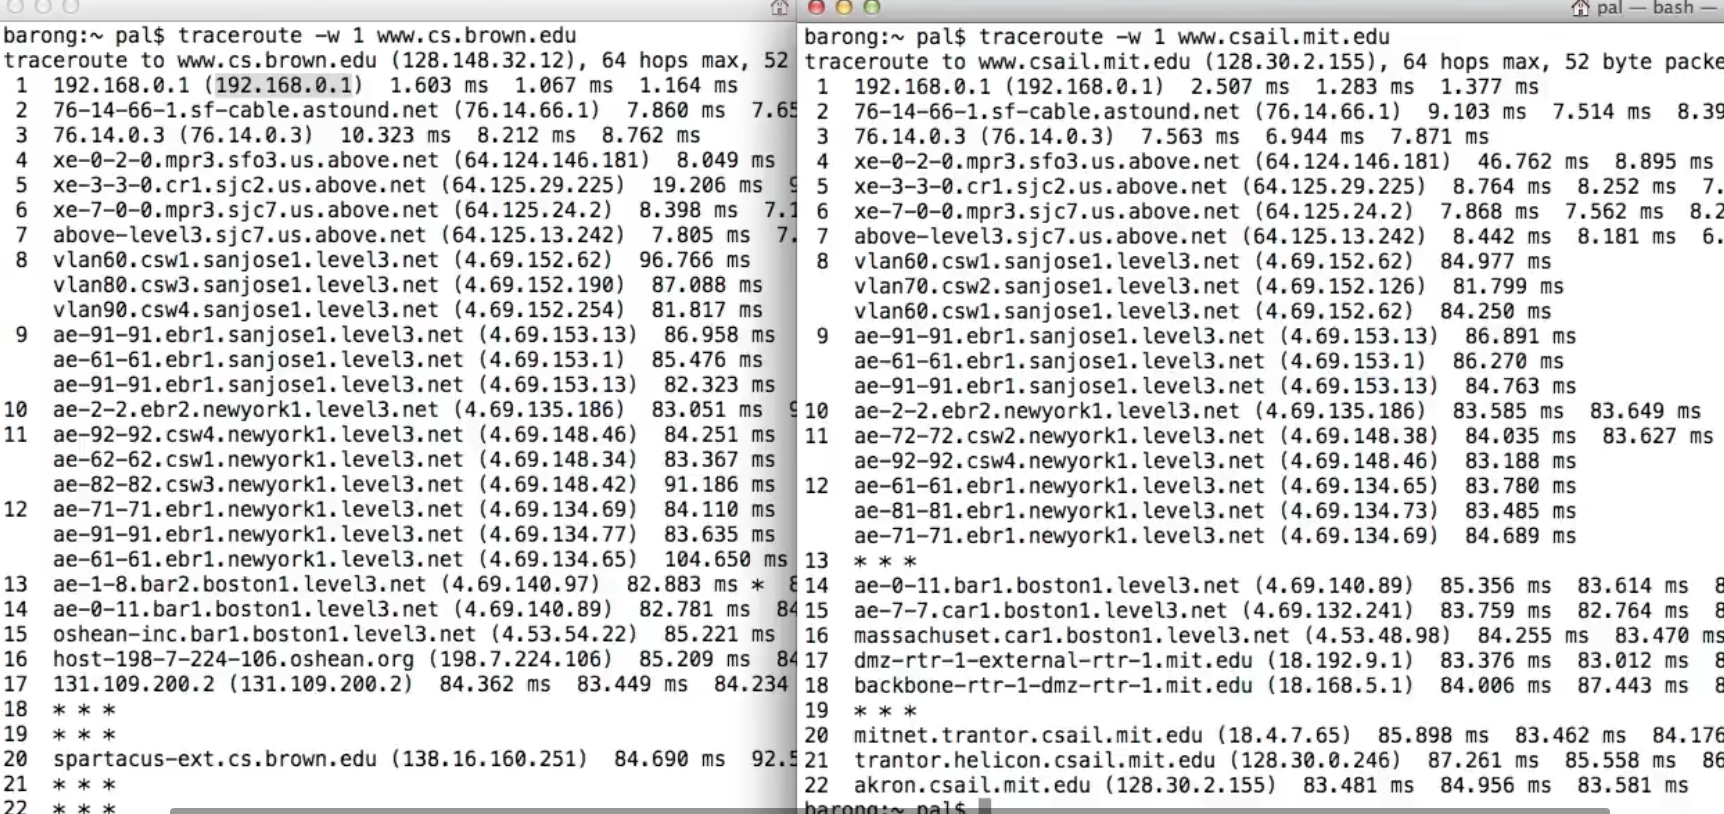 barong:~ pal$ traceroute -w 1 www.cs.brown.edu
traceroute to www.cs.brown.edu (128.148.32.12), 64 hops max, 52
1 192.168.0.1 (192.168.0.1) 1.603 ms 1.067 ms 1.164 ms
2 76-14-66-1.sf-cable.astound.net (76.14.66.1) 7.860 ms 7.65
3 76.14.0.3 (76.14.0.3) 10.323 ms 8.212 ms 8.762 ms
4 xe-0-2-0.mpr3.sfo3.us.above.net (64.124.146.181) 8.049 ms
5 xe-3-3-0.cr1.sjc2.us.above.net (64.125.29.225) 19.206 ms 9
6 xe-7-0-0.mpr3.sjc7.us.above.net (64.125.24.2) 8.398 ms 7.1
7 above-level3.sjc7.us.above.net (64.125.13.242) 7.805 ms 7.
8 vlan60.csw1.sanjose1.level3.net (4.69.152.62) 96.766 ms
vlan80.csw3.sanjose1.level3.net (4.69.152.190) 87.088 ms
vlan90.csw4.sanjose1.level3.net (4.69.152.254) 81.817 ms
9 ae-91-91.ebr1.sanjose1.level3.net (4.69.153.13) 86.958 ms
ae-61-61.ebr1.sanjose1.level3.net (4.69.153.1) 85.476 ms
ae-91-91.ebr1.sanjose1.level3.net (4.69.153.13) 82.323 ms
10 ae-2-2.ebr2.newyork1.level3.net (4.69.135.186) 83.051 ms 9
11 ae-92-92.csw4.newyork1.level3.net (4.69.148.46) 84.251 ms
ae-62-62.csw1.newyork1.level3.net (4.69.148.34) 83.367 ms
ae-82-82.csw3.newyork1.level3.net (4.69.148.42) 91.186 ms
12 ae-71-71.ebr1.newyork1.level3.net (4.69.134.69) 84.110 ms
ae-91-91.ebr1.newyork1.level3.net (4.69.134.77) 83.635 ms
ae-61-61.ebr1.newyork1.level3.net (4.69.134.65) 104.650 ms
13 ae-1-8.bar2.boston1.level3.net (4.69.140.97) 82.883 ms * 8
14 ae-0-11.bar1.boston1.level3.net (4.69.140.89) 82.781 ms 84
15 oshean-inc.bar1.boston1.level3.net (4.53.54.22) 85.221 ms
16 host-198-7-224-106.oshean.org (198.7.224.106) 85.209 ms 84
17 131.109.200.2 (131.109.200.2) 84.362 ms 83.449 ms 84.234
18 * * *
19 * * *
20 spartacus-ext.cs.brown.edu (138.16.160.251) 84.690 ms 92.5
21 * * *
22 * * *
pal — bash —
barong:~ pal$ traceroute -w 1 www.csail.mit.edu
traceroute to www.csail.mit.edu (128.30.2.155), 64 hops max, 52 byte packe
1 192.168.0.1 (192.168.0.1) 2.507 ms 1.283 ms 1.377 ms
2 76-14-66-1.sf-cable.astound.net (76.14.66.1) 9.103 ms 7.514 ms 8.39
3 76.14.0.3 (76.14.0.3) 7.563 ms 6.944 ms 7.871 ms
4 xe-0-2-0.mpr3.sfo3.us.above.net (64.124.146.181) 46.762 ms 8.895 ms
5 xe-3-3-0.cr1.sjc2.us.above.net (64.125.29.225) 8.764 ms 8.252 ms 7.
6 xe-7-0-0.mpr3.sjc7.us.above.net (64.125.24.2) 7.868 ms 7.562 ms 8.2
7 above-level3.sjc7.us.above.net (64.125.13.242) 8.442 ms 8.181 ms 6.
8 vlan60.csw1.sanjose1.level3.net (4.69.152.62) 84.977 ms
vlan70.csw2.sanjose1.level3.net (4.69.152.126) 81.799 ms
vlan60.csw1.sanjose1.level3.net (4.69.152.62) 84.250 ms
9 ae-91-91.ebr1.sanjose1.level3.net (4.69.153.13) 86.891 ms
ae-61-61.ebr1.sanjose1.level3.net (4.69.153.1) 86.270 ms
ae-91-91.ebr1.sanjose1.level3.net (4.69.153.13) 84.763 ms
10 ae-2-2.ebr2.newyork1.level3.net (4.69.135.186) 83.585 ms 83.649 ms
11 ae-72-72.csw2.newyork1.level3.net (4.69.148.38) 84.035 ms 83.627 ms
ae-92-92.csw4.newyork1.level3.net (4.69.148.46) 83.188 ms
12 ae-61-61.ebr1.newyork1.level3.net (4.69.134.65) 83.780 ms
ae-81-81.ebr1.newyork1.level3.net (4.69.134.73) 83.485 ms
ae-71-71.ebr1.newyork1.level3.net (4.69.134.69) 84.689 ms
13 * * *
14 ae-0-11.bar1.boston1.level3.net (4.69.140.89) 85.356 ms 83.614 ms 8
15 ae-7-7.car1.boston1.level3.net (4.69.132.241) 83.759 ms 82.764 ms 8
16 massachuset.car1.boston1.level3.net (4.53.48.98) 84.255 ms 83.470 ms
17 dmz-rtr-1-external-rtr-1.mit.edu (18.192.9.1) 83.376 ms 83.012 ms 8
18 backbone-rtr-1-dmz-rtr-1.mit.edu (18.168.5.1) 84.006 ms 87.443 ms 8
19 * * *
20 mitnet.trantor.csail.mit.edu (18.4.7.65) 85.898 ms 83.462 ms 84.176
21 trantor.helicon.csail.mit.edu (128.30.0.246) 87.261 ms 85.558 ms 86
22 akron.csail.mit.edu (128.30.2.155) 83.481 ms 84.956 ms 83.581 ms
barong:~ pal$